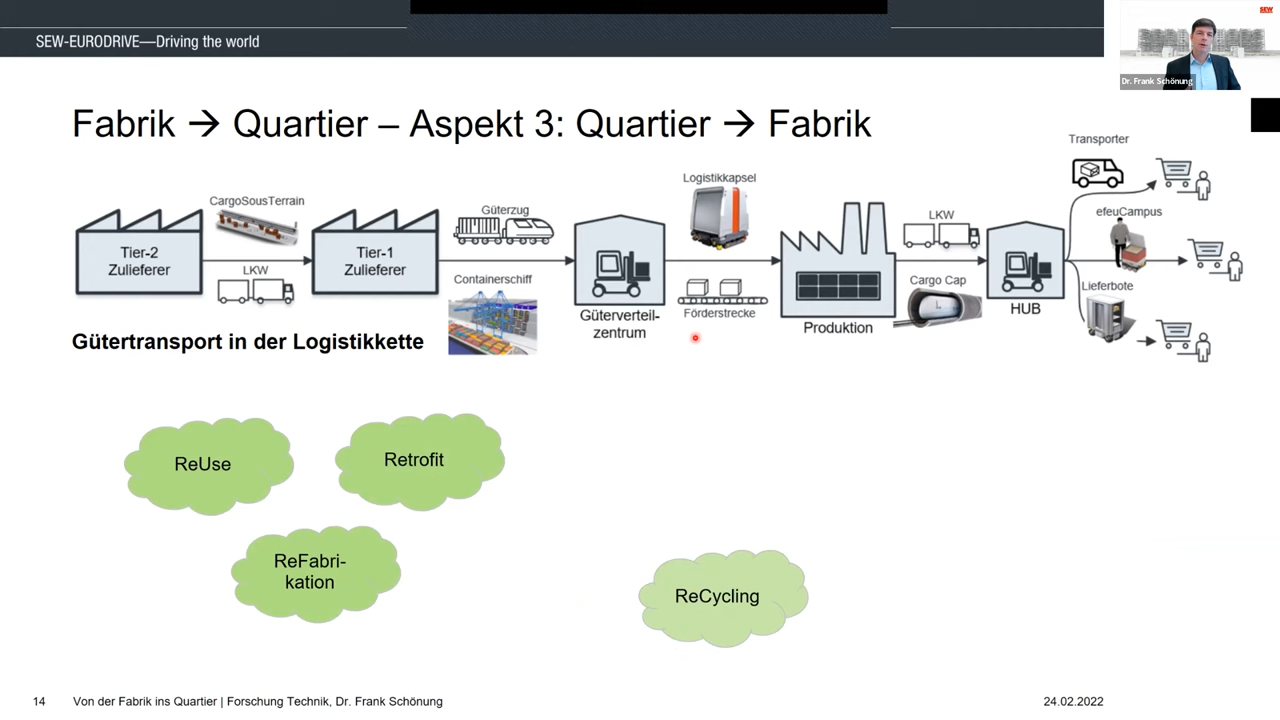 SEW-EURODRIVE—Driving the world
SEW
Dr. Frank Schönung
Fabrik → Quartier – Aspekt 3: Quartier → Fabrik
Tier-2
Zulieferer
CargoSousTerrain
LKW
Tier-1
Zulieferer
Güterzug
Containerschiff
Güterverteil-
zentrum
Logistikkapsel
Förderstrecke
Produktion
LKW
Cargo Cap
HUB
Transporter
efeuCampus
Lieferbote
Gütertransport in der Logistikkette
ReUse
Retrofit
ReFabri-
kation
ReCycling
14
Von der Fabrik ins Quartier | Forschung Technik, Dr. Frank Schönung
24.02.2022